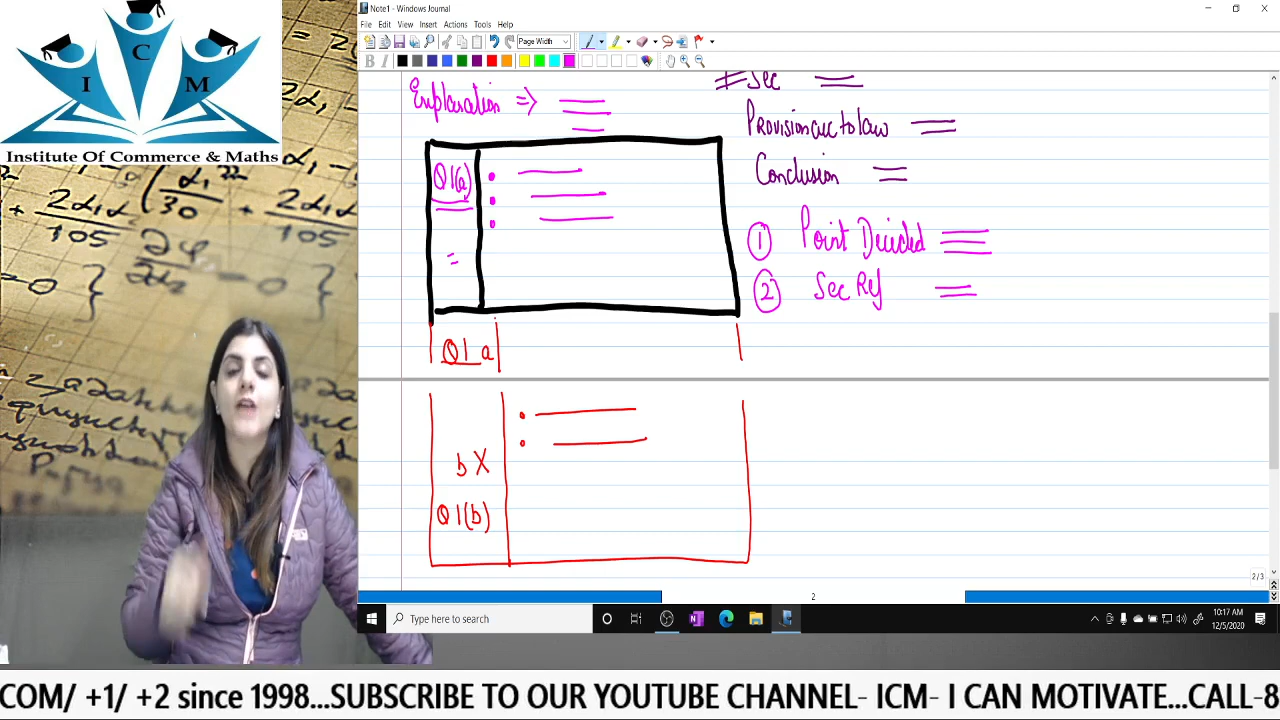 I C M
Institute Of Commerce & Maths
Note1 - Windows Journal
File Edit View Insert Actions Tools Help
Page Width
B I
Explanation ⇒
Sec
Provision acc to law
Conclusion
Q1(a)
=
① Point Decided
② Sec Ref
Q1 a
b X
Q1(b)
2/3
2
Type here to search
10:17 AM
12/5/2020
COM/ +1/ +2 since 1998...SUBSCRIBE TO OUR YOUTUBE CHANNEL- ICM- I CAN MOTIVATE...CALL-8